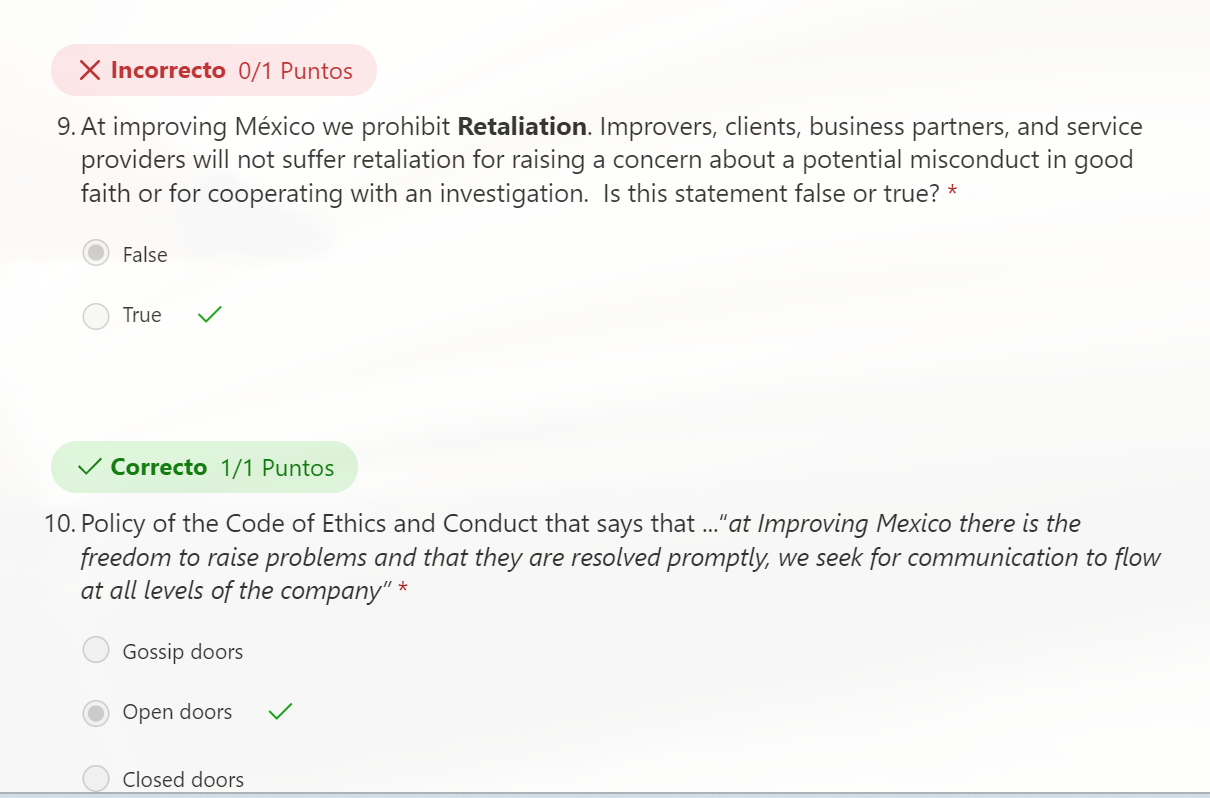 Incorrecto 0/1 Puntos
9. At improving México we prohibit Retaliation. Improvers, clients, business partners, and service
providers will not suffer retaliation for raising a concern about a potential misconduct in good
faith or for cooperating with an investigation.  Is this statement false or true? *
False
True
Correcto 1/1 Puntos
10. Policy of the Code of Ethics and Conduct that says that ..."at Improving Mexico there is the
freedom to raise problems and that they are resolved promptly, we seek for communication to flow
at all levels of the company" *
Gossip doors
Open doors
Closed doors